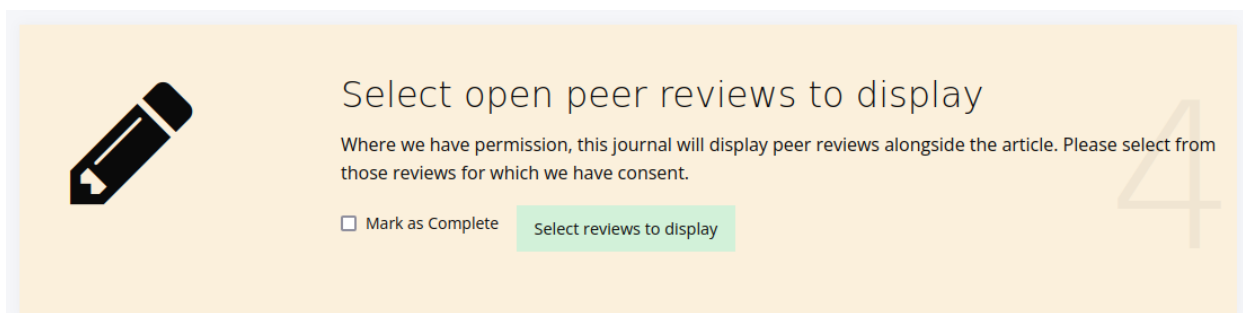 Select open peer reviews to display
Where we have permission, this journal will display peer reviews alongside the article. Please select from
those reviews for which we have consent.
Mark as Complete
Select reviews to display
4